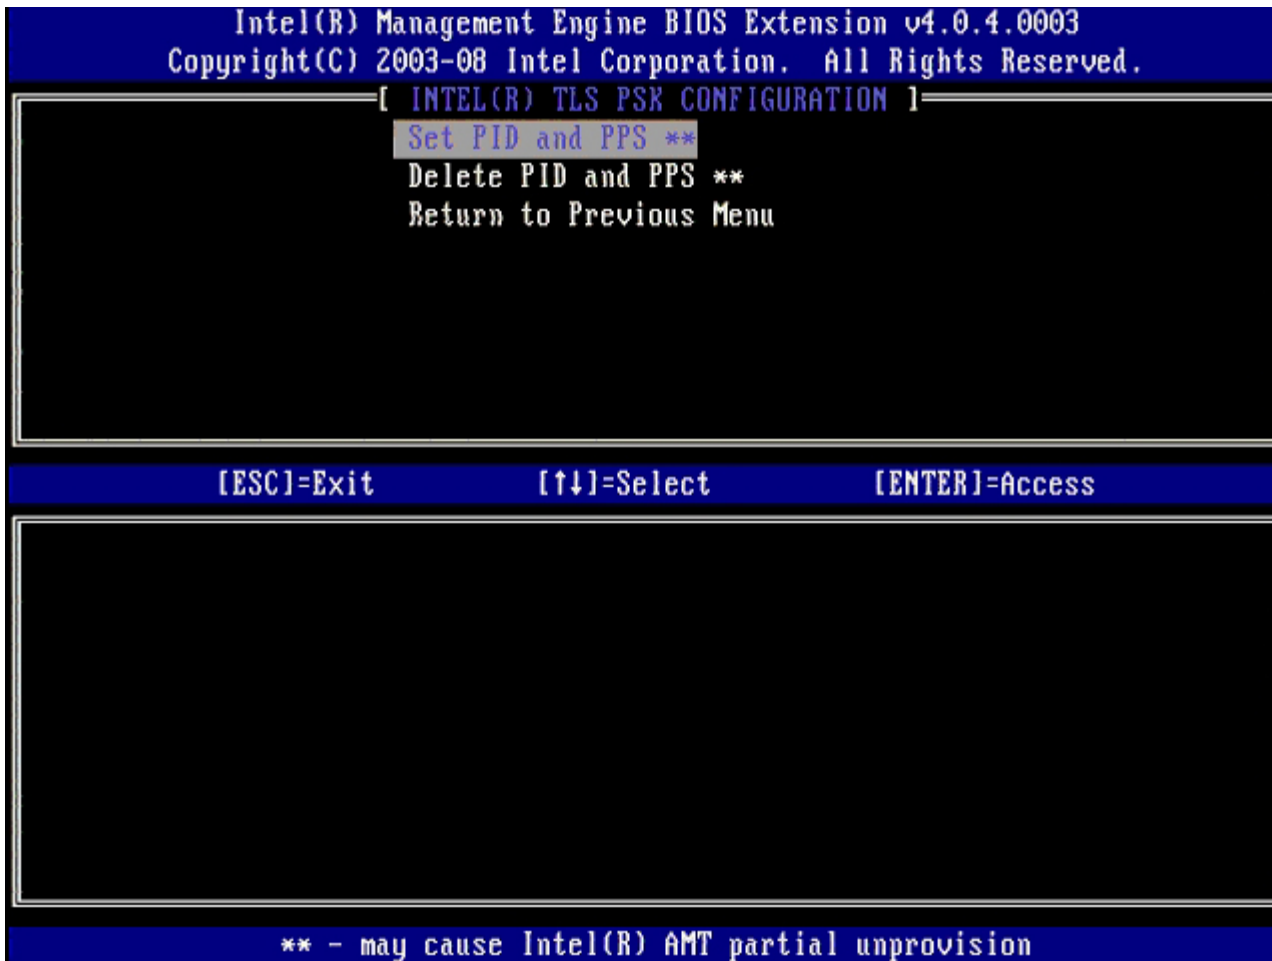 Intel(R) Management Engine BIOS Extension v4.0.4.0003
Copyright(C) 2003-08 Intel Corporation. All Rights Reserved.
[ INTEL(R) TLS PSK CONFIGURATION ]
Set PID and PPS **
Delete PID and PPS **
Return to Previous Menu
[ESC]=Exit [↑↓]=Select [ENTER]=Access
** - may cause Intel(R) AMT partial unprovision